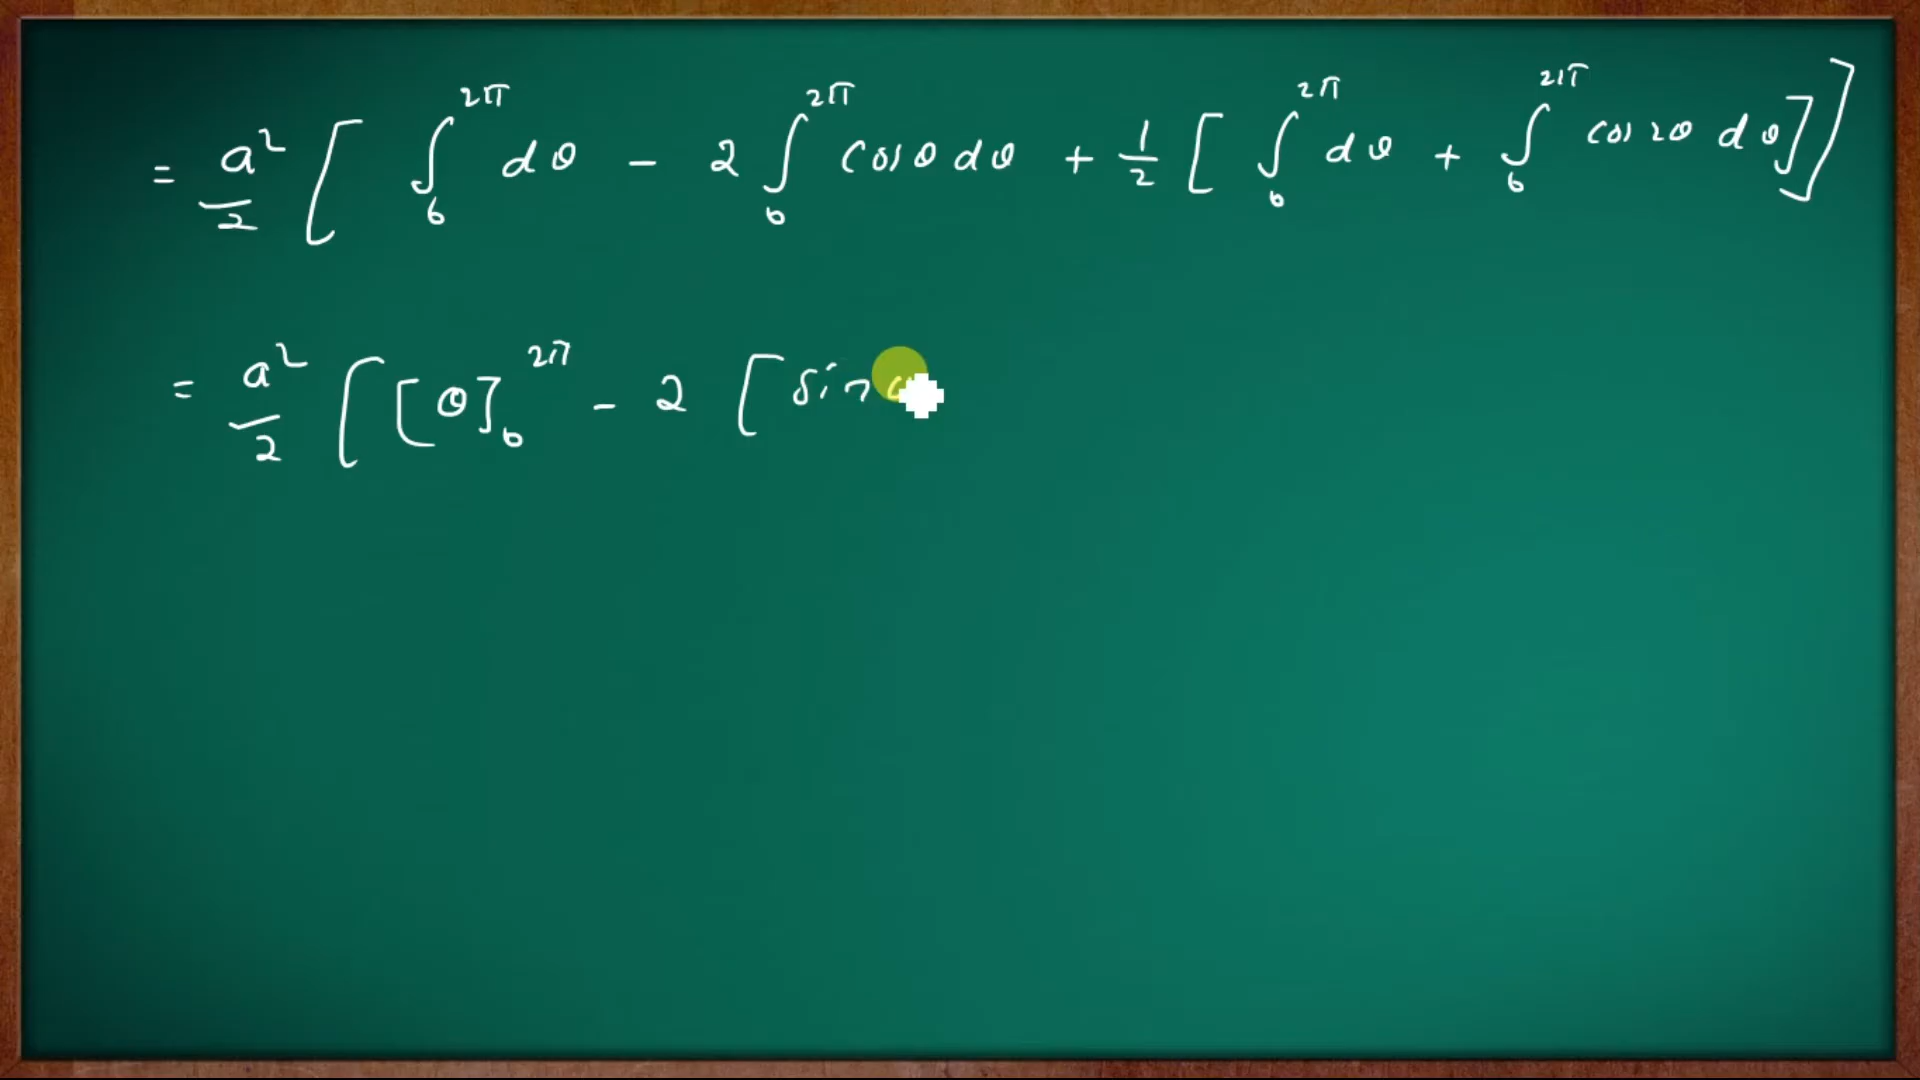 = a²/2 [ ∫₀^2π dθ - 2 ∫₀^2π cosθ dθ + 1/2 [ ∫₀^2π dθ + ∫₀^2π cos 2θ dθ ] ]
= a²/2 [ [θ]₀^2π - 2 [ sin